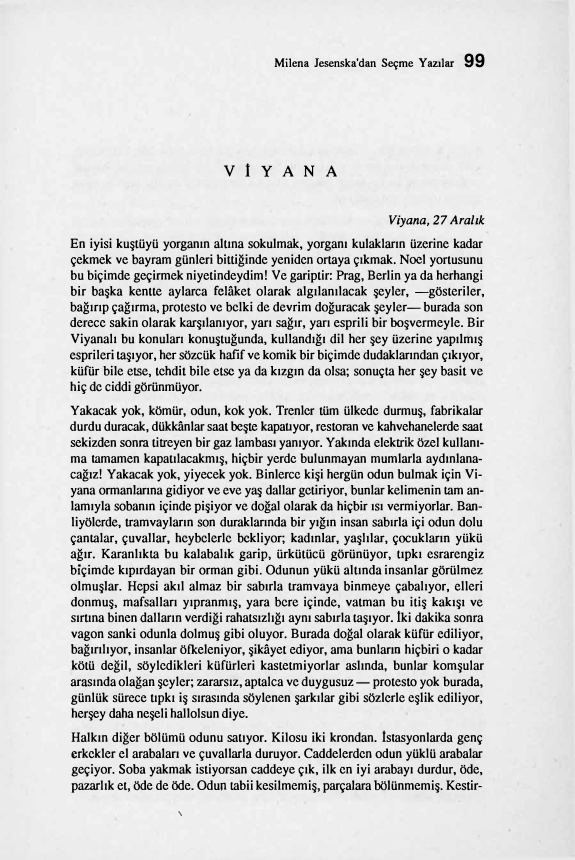 Milena Jesenska'dan Seçme Yazılar 99
VİYANA
Viyana, 27 Aralık
En iyisi kuştüyü yorganın altına sokulmak, yorganı kulakların üzerine kadar
çekmek ve bayram günleri bittiğinde yeniden ortaya çıkmak. Noel yortusunu
bu biçimde geçirmek niyetindeydim! Ve gariptir: Prag, Berlin ya da herhangi
bir başka kentte aylarca felâket olarak algılanılacak şeyler, —gösteriler,
bağırıp çağırma, protesto ve belki de devrim doğuracak şeyler— burada son
derece sakin olarak karşılanıyor, yarı sağır, yarı esprili bir boşvermeyle. Bir
Viyanalı bu konuları konuştuğunda, kullandığı dil her şey üzerine yapılmış
esprileri taşıyor, her sözcük hafif ve komik bir biçimde dudaklarından çıkıyor,
küfür bile etse, tehdit bile etse ya da kızgın da olsa; sonuçta her şey basit ve
hiç de ciddi görünmüyor.
Yakacak yok, kömür, odun, kok yok. Trenler tüm ülkede durmuş, fabrikalar
durdu duracak, dükkânlar saat beşte kapatıyor, restoran ve kahvehanelerde saat
sekizden sonra titreyen bir gaz lambası yanıyor. Yakında elektrik özel kullanı-
ma tamamen kapatılacakmış, hiçbir yerde bulunmayan mumlarla aydınlana-
cağız! Yakacak yok, yiyecek yok. Binlerce kişi hergün odun bulmak için Vi-
yana ormanlarına gidiyor ve eve yaş dallar getiriyor, bunlar kelimenin tam an-
lamıyla sobanın içinde pişiyor ve doğal olarak da hiçbir ısı vermiyorlar. Ban-
liyölerde, tramvayların son duraklarında bir yığın insan sabırla içi odun dolu
çantalar, çuvallar, heybelerle bekliyor; kadınlar, yaşlılar, çocukların yükü
ağır. Karanlıkta bu kalabalık garip, ürkütücü görünüyor, tıpkı esrarengiz
biçimde kıpırdayan bir orman gibi. Odunun yükü altında insanlar görülmez
olmuşlar. Hepsi akıl almaz bir sabırla tramvaya binmeye çabalıyor, elleri
donmuş, mafsalları yıpranmış, yara bere içinde, vatman bu itiş kakışı ve
sırtına binen dalların verdiği rahatsızlığı aynı sabırla taşıyor. İki dakika sonra
vagon sanki odunla dolmuş gibi oluyor. Burada doğal olarak küfür ediliyor,
bağırılıyor, insanlar öfkeleniyor, şikâyet ediyor, ama bunların hiçbiri o kadar
kötü değil, söyledikleri küfürleri kastetmiyorlar aslında, bunlar komşular
arasında olağan şeyler; zararsız, aptalca ve duygusuz — protesto yok burada,
günlük sürece tıpkı iş sırasında söylenen şarkılar gibi sözlerle eşlik ediliyor,
herşey daha neşeli hallolsun diye.
Halkın diğer bölümü odunu satıyor. Kilosu iki krondan. İstasyonlarda genç
erkekler el arabaları ve çuvallarla duruyor. Caddelerden odun yüklü arabalar
geçiyor. Soba yakmak istiyorsan caddeye çık, ilk en iyi arabayı durdur, öde,
pazarlık et, öde de öde. Odun tabii kesilmemiş, parçalara bölünmemiş. Kestir-